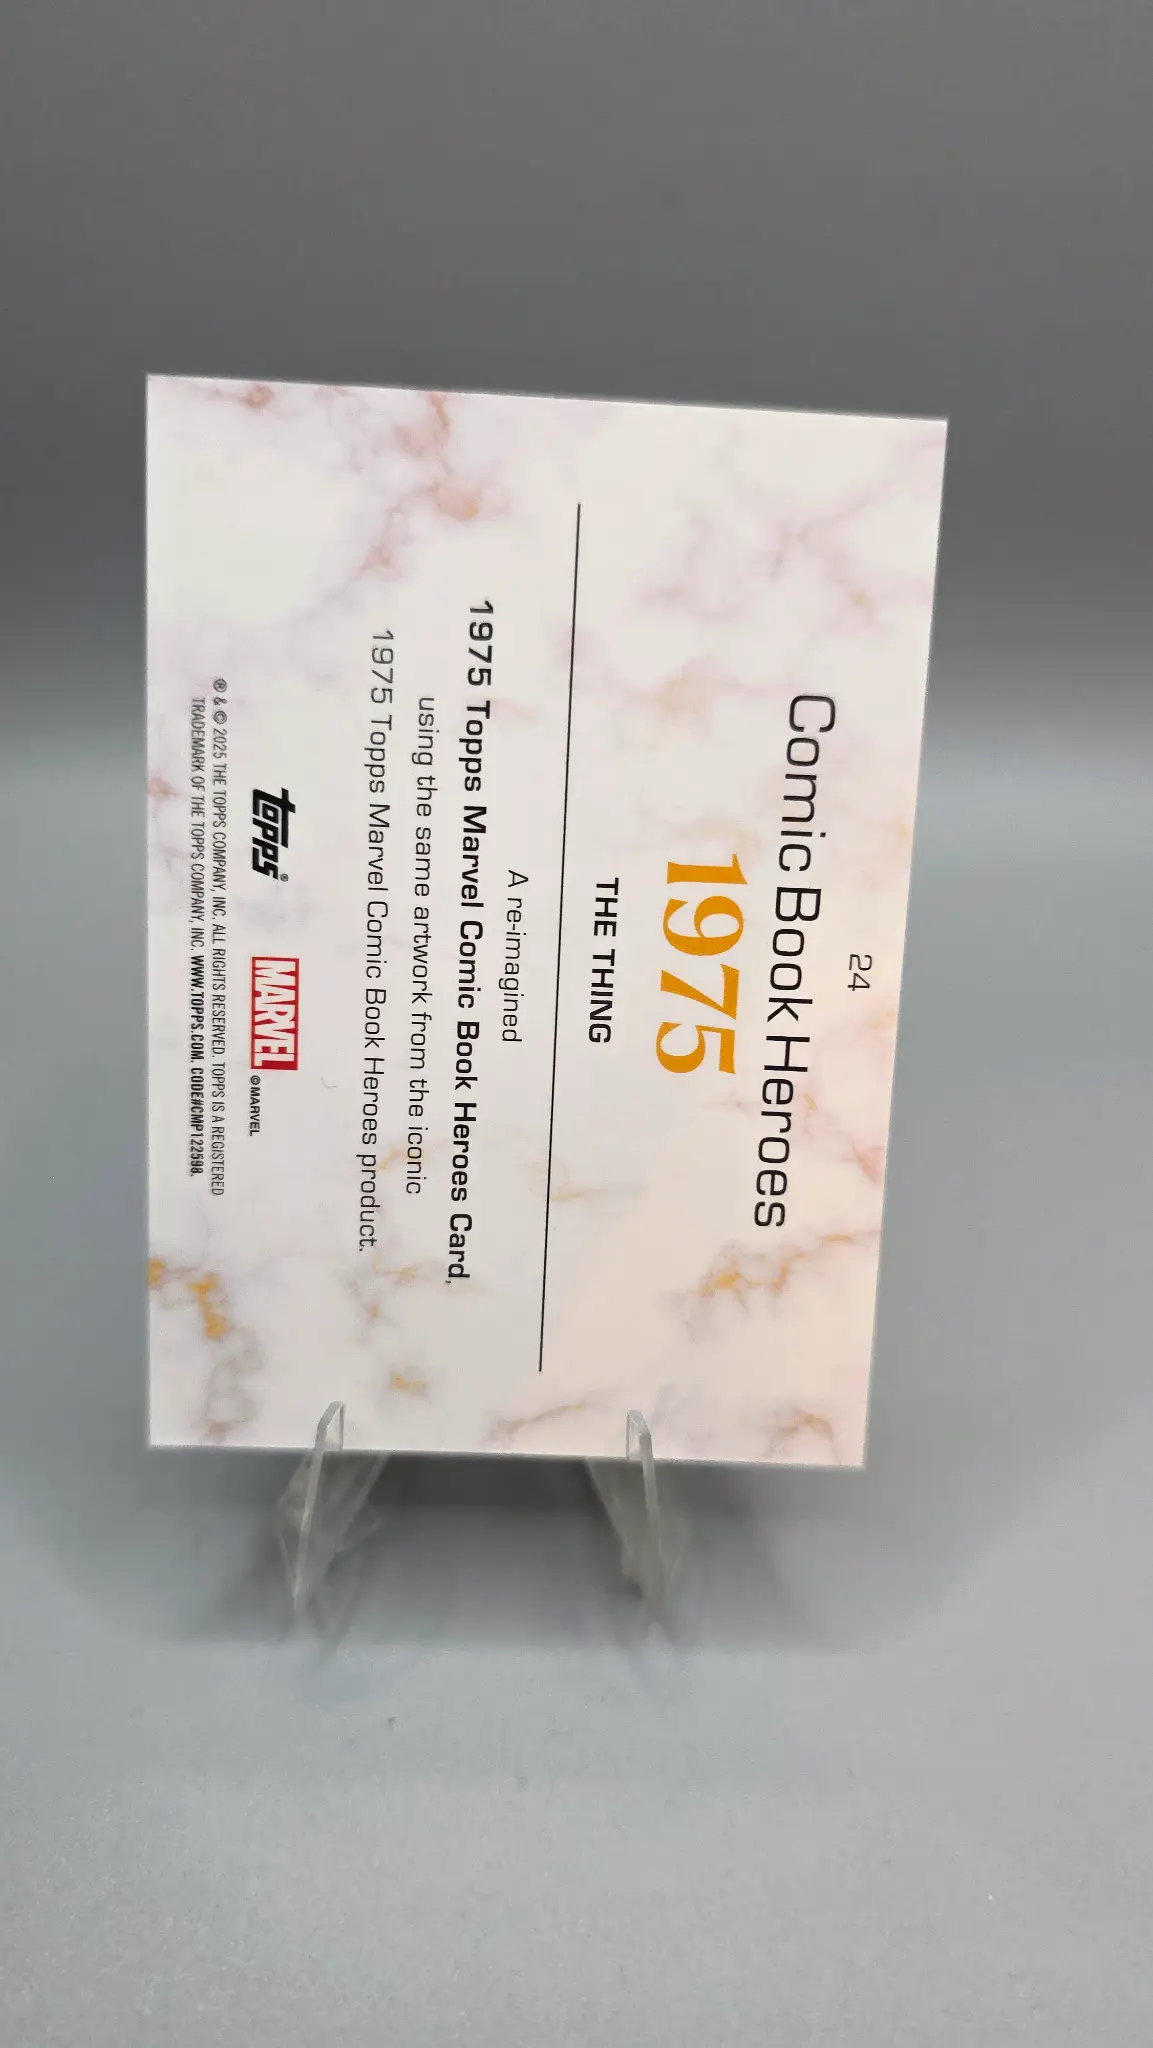 24
Comic Book Heroes
1975
THE THING
A re-imagined
1975 Topps Marvel Comic Book Heroes Card,
using the same artwork from the iconic
1975 Topps Marvel Comic Book Heroes product.
topps® MARVEL ©MARVEL
® & © 2025 THE TOPPS COMPANY, INC. ALL RIGHTS RESERVED. TOPPS IS A REGISTERED
TRADEMARK OF THE TOPPS COMPANY, INC. WWW.TOPPS.COM. CODE#CMP122598.